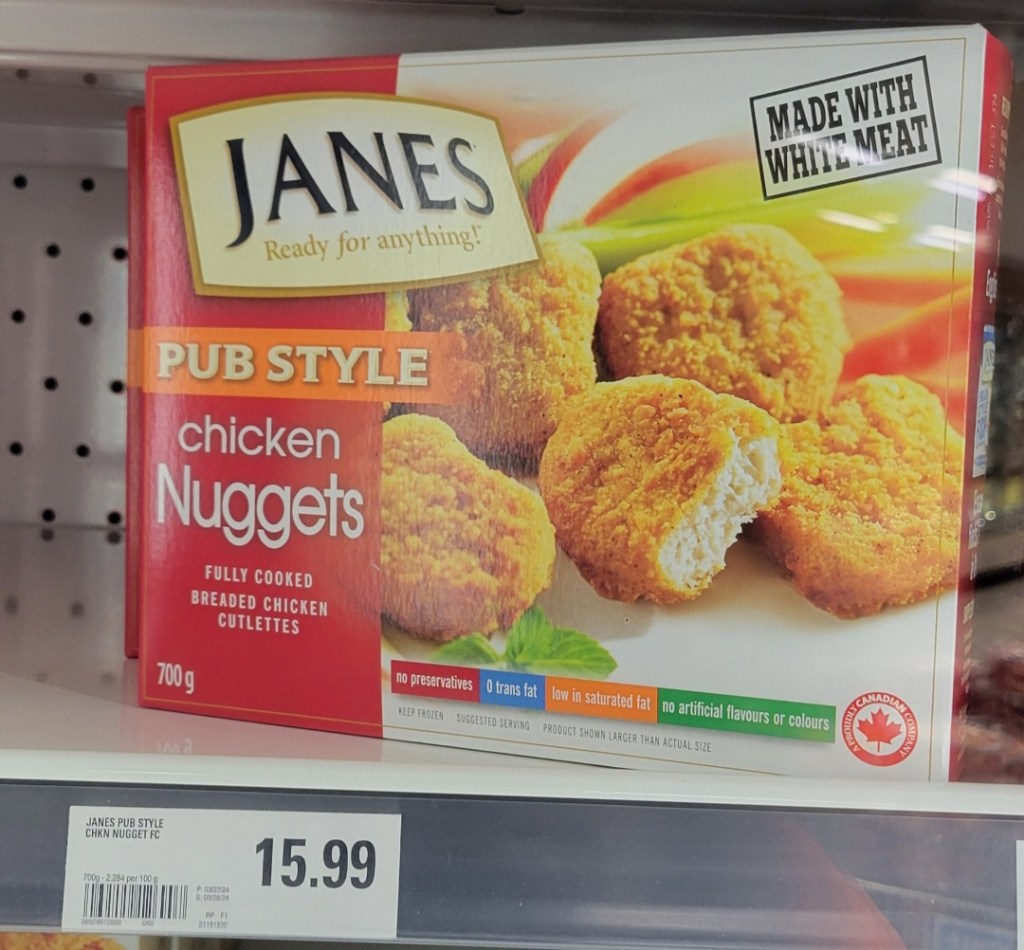 JANES
Ready for anything!
MADE WITH
WHITE MEAT
PUB STYLE
chicken
Nuggets
FULLY COOKED
BREADED CHICKEN
CUTLETTES
700 g
no preservatives
0 trans fat
low in saturated fat
no artificial flavours or colours
KEEP FROZEN SUGGESTED SERVING PRODUCT SHOWN LARGER THAN ACTUAL SIZE
A PROUDLY CANADIAN COMPANY
JANES PUB STYLE
CHKN NUGGET FC
15.99
700g - 2.284 per 100 g